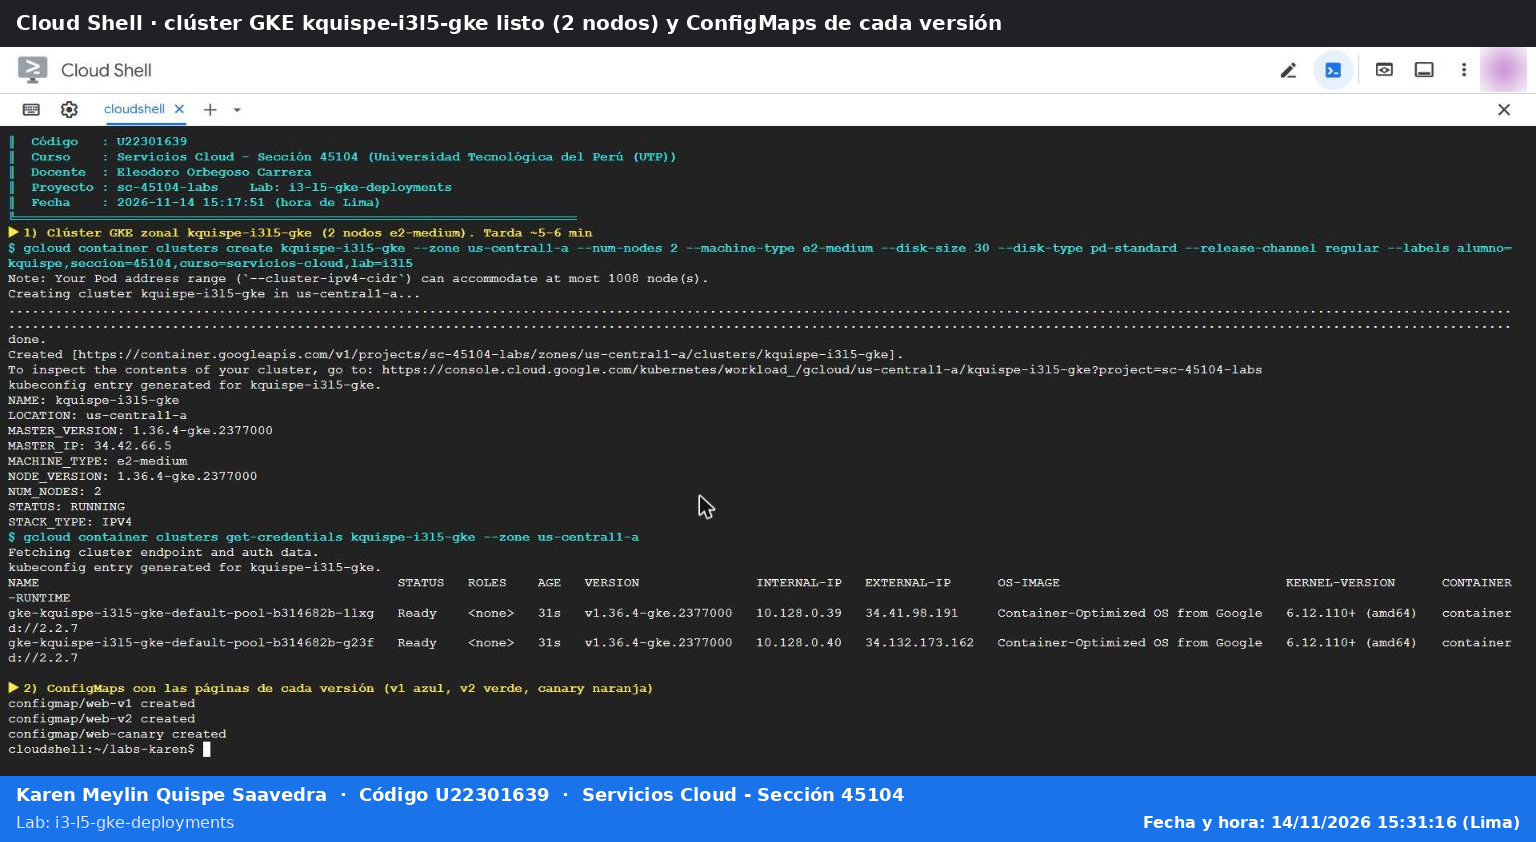 Cloud Shell · clúster GKE kquispe-i3l5-gke listo (2 nodos) y ConfigMaps de cada versión
Cloud Shell
cloudshell
Código : U22301639
Curso : Servicios Cloud - Sección 45104 (Universidad Tecnológica del Perú (UTP))
Docente : Eleodoro Orbegoso Carrera
Proyecto : sc-45104-labs Lab: i3-l5-gke-deployments
Fecha : 2026-11-14 15:17:51 (hora de Lima)
▶ 1) Clúster GKE zonal kquispe-i3l5-gke (2 nodos e2-medium). Tarda ~5-6 min
$ gcloud container clusters create kquispe-i3l5-gke --zone us-central1-a --num-nodes 2 --machine-type e2-medium --disk-size 30 --disk-type pd-standard --release-channel regular --labels alumno=
kquispe,seccion=45104,curso=servicios-cloud,lab=i3l5
Note: Your Pod address range (`--cluster-ipv4-cidr`) can accommodate at most 1008 node(s).
Creating cluster kquispe-i3l5-gke in us-central1-a...
................................................................................................................................................................................................
................................................................................................................................................................................................
done.
Created [https://container.googleapis.com/v1/projects/sc-45104-labs/zones/us-central1-a/clusters/kquispe-i3l5-gke].
To inspect the contents of your cluster, go to: https://console.cloud.google.com/kubernetes/workload_/gcloud/us-central1-a/kquispe-i3l5-gke?project=sc-45104-labs
kubeconfig entry generated for kquispe-i3l5-gke.
NAME: kquispe-i3l5-gke
LOCATION: us-central1-a
MASTER_VERSION: 1.36.4-gke.2377000
MASTER_IP: 34.42.66.5
MACHINE_TYPE: e2-medium
NODE_VERSION: 1.36.4-gke.2377000
NUM_NODES: 2
STATUS: RUNNING
STACK_TYPE: IPV4
$ gcloud container clusters get-credentials kquispe-i3l5-gke --zone us-central1-a
Fetching cluster endpoint and auth data.
kubeconfig entry generated for kquispe-i3l5-gke.
NAME STATUS ROLES AGE VERSION INTERNAL-IP EXTERNAL-IP OS-IMAGE KERNEL-VERSION CONTAINER
-RUNTIME
gke-kquispe-i3l5-gke-default-pool-b314682b-1lxg Ready <none> 31s v1.36.4-gke.2377000 10.128.0.39 34.41.98.191 Container-Optimized OS from Google 6.12.110+ (amd64) container
d://2.2.7
gke-kquispe-i3l5-gke-default-pool-b314682b-g23f Ready <none> 31s v1.36.4-gke.2377000 10.128.0.40 34.132.173.162 Container-Optimized OS from Google 6.12.110+ (amd64) container
d://2.2.7
▶ 2) ConfigMaps con las páginas de cada versión (v1 azul, v2 verde, canary naranja)
configmap/web-v1 created
configmap/web-v2 created
configmap/web-canary created
cloudshell:~/labs-karen$
Karen Meylin Quispe Saavedra · Código U22301639 · Servicios Cloud - Sección 45104
Lab: i3-l5-gke-deployments
Fecha y hora: 14/11/2026 15:31:16 (Lima)